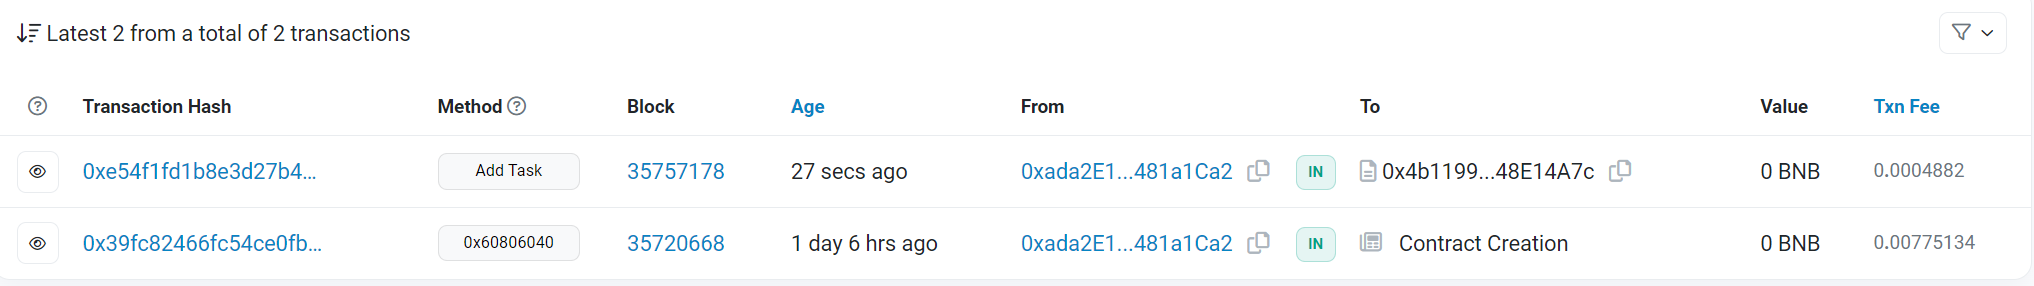 Latest 2 from a total of 2 transactions
Transaction Hash Method Block Age From To Value Txn Fee
0xe54f1fd1b8e3d27b4... Add Task 35757178 27 secs ago 0xada2E1...481a1Ca2 IN 0x4b1199...48E14A7c 0 BNB 0.0004882
0x39fc82466fc54ce0fb... 0x60806040 35720668 1 day 6 hrs ago 0xada2E1...481a1Ca2 IN Contract Creation 0 BNB 0.00775134